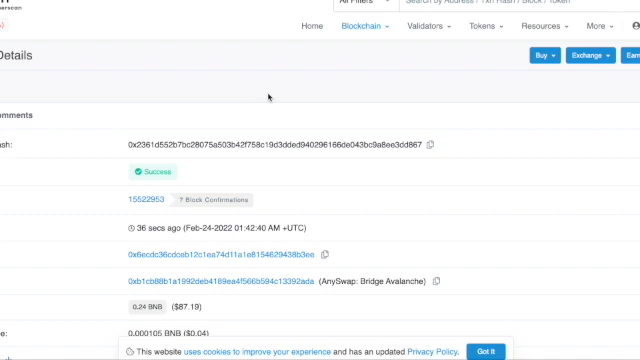 All Filters
Search by Address / Txn Hash / Block / Token
Home Blockchain Validators Tokens Resources More
Details
Buy Exchange Earn
omments
ash:
0x2361d552b7bc28075a503b42f758c19d3dded940296166de043bc9a8ee3dd867
Success
15522953 ? Block Confirmations
36 secs ago (Feb-24-2022 01:42:40 AM +UTC)
0x6ecdc36cdceb12c1ea74d11a1e8154629438b3ee
0xb1cb88b1a1992deb4189ea4f566b594c13392ada (AnySwap: Bridge Avalanche)
0.24 BNB ($87.19)
e:
0.000105 BNB ($0.04)
This website uses cookies to improve your experience and has an updated Privacy Policy. Got It